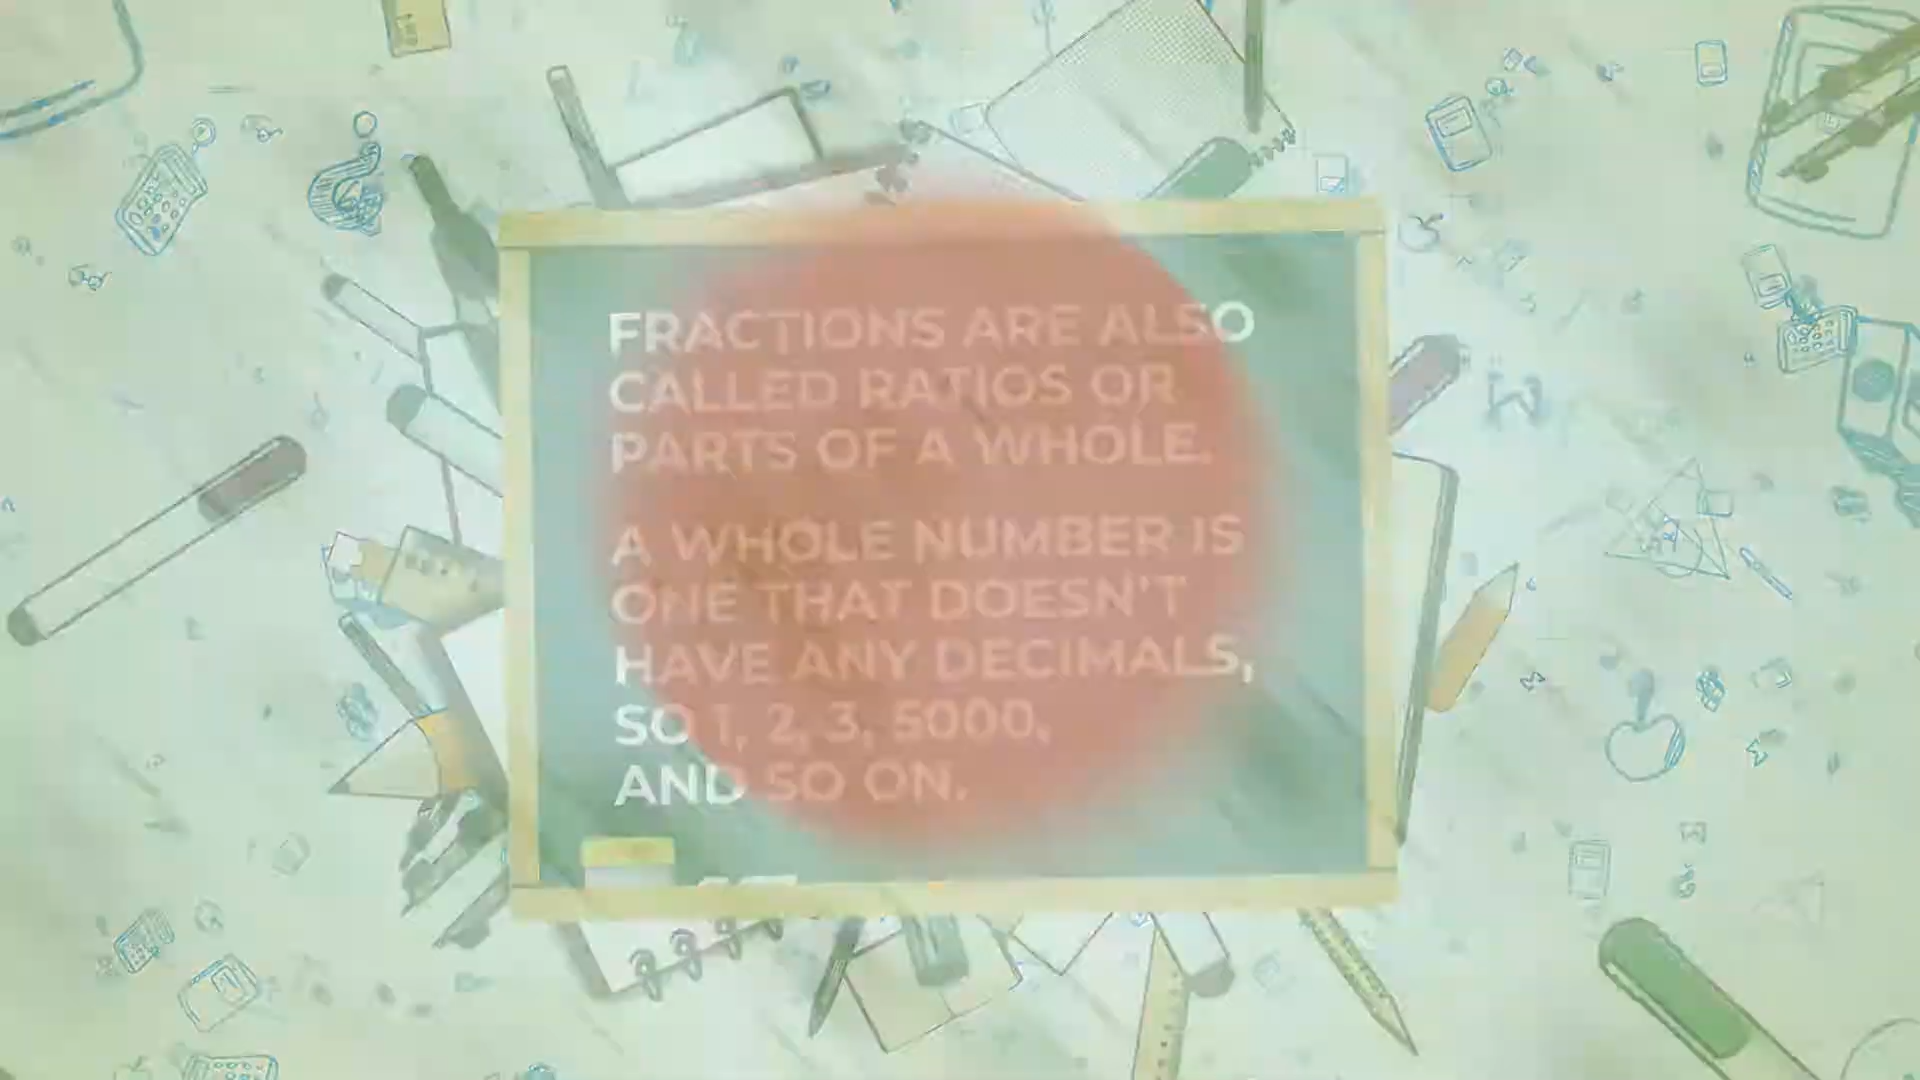 FRACTIONS ARE ALSO
CALLED RATIOS OR
PARTS OF A WHOLE.
A WHOLE NUMBER IS
ONE THAT DOESN'T
HAVE ANY DECIMALS,
SO 1, 2, 3, 5000,
AND SO ON.